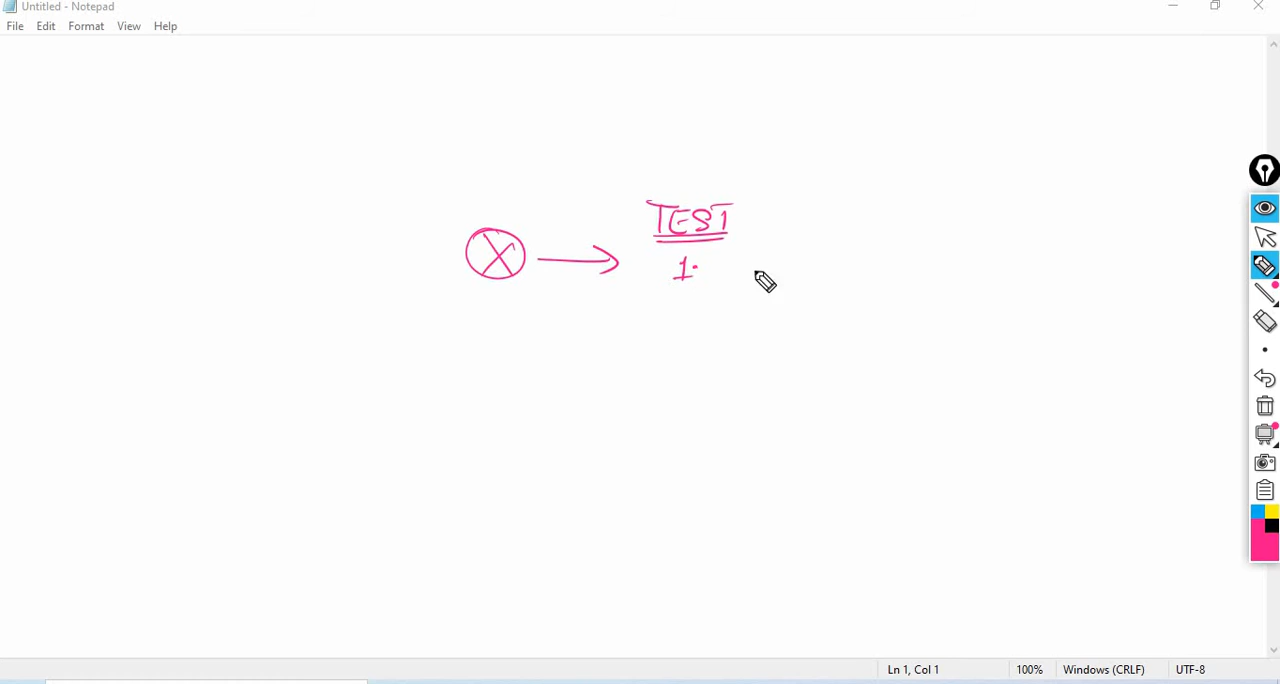 Untitled - Notepad
File Edit Format View Help
TEST
X
1.
Ln 1, Col 1 100% Windows (CRLF) UTF-8